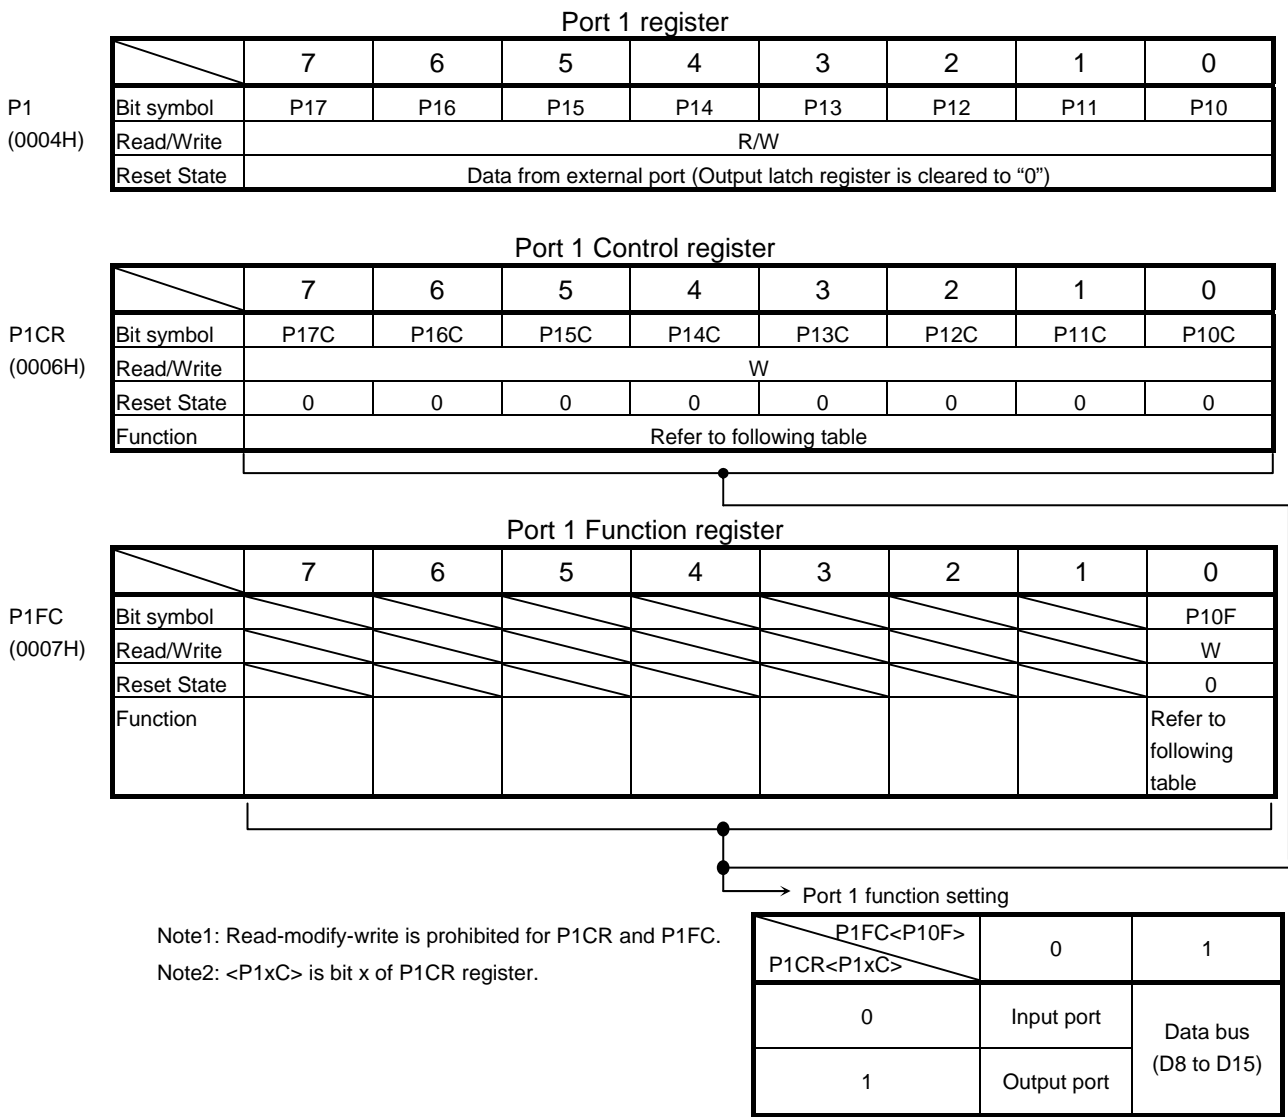 Port 1 register
7 6 5 4 3 2 1 0
P1 (0004H)
Bit symbol P17 P16 P15 P14 P13 P12 P11 P10
Read/Write R/W
Reset State Data from external port (Output latch register is cleared to “0”)
Port 1 Control register
7 6 5 4 3 2 1 0
P1CR (0006H)
Bit symbol P17C P16C P15C P14C P13C P12C P11C P10C
Read/Write W
Reset State 0 0 0 0 0 0 0 0
Function Refer to following table
Port 1 Function register
7 6 5 4 3 2 1 0
P1FC (0007H)
Bit symbol P10F
Read/Write W
Reset State 0
Function Refer to
following
table
Port 1 function setting
Note1: Read-modify-write is prohibited for P1CR and P1FC.
Note2: <P1xC> is bit x of P1CR register.
P1FC<P10F> 0 1
P1CR<P1xC>
0 Input port Data bus
(D8 to D15)
1 Output port